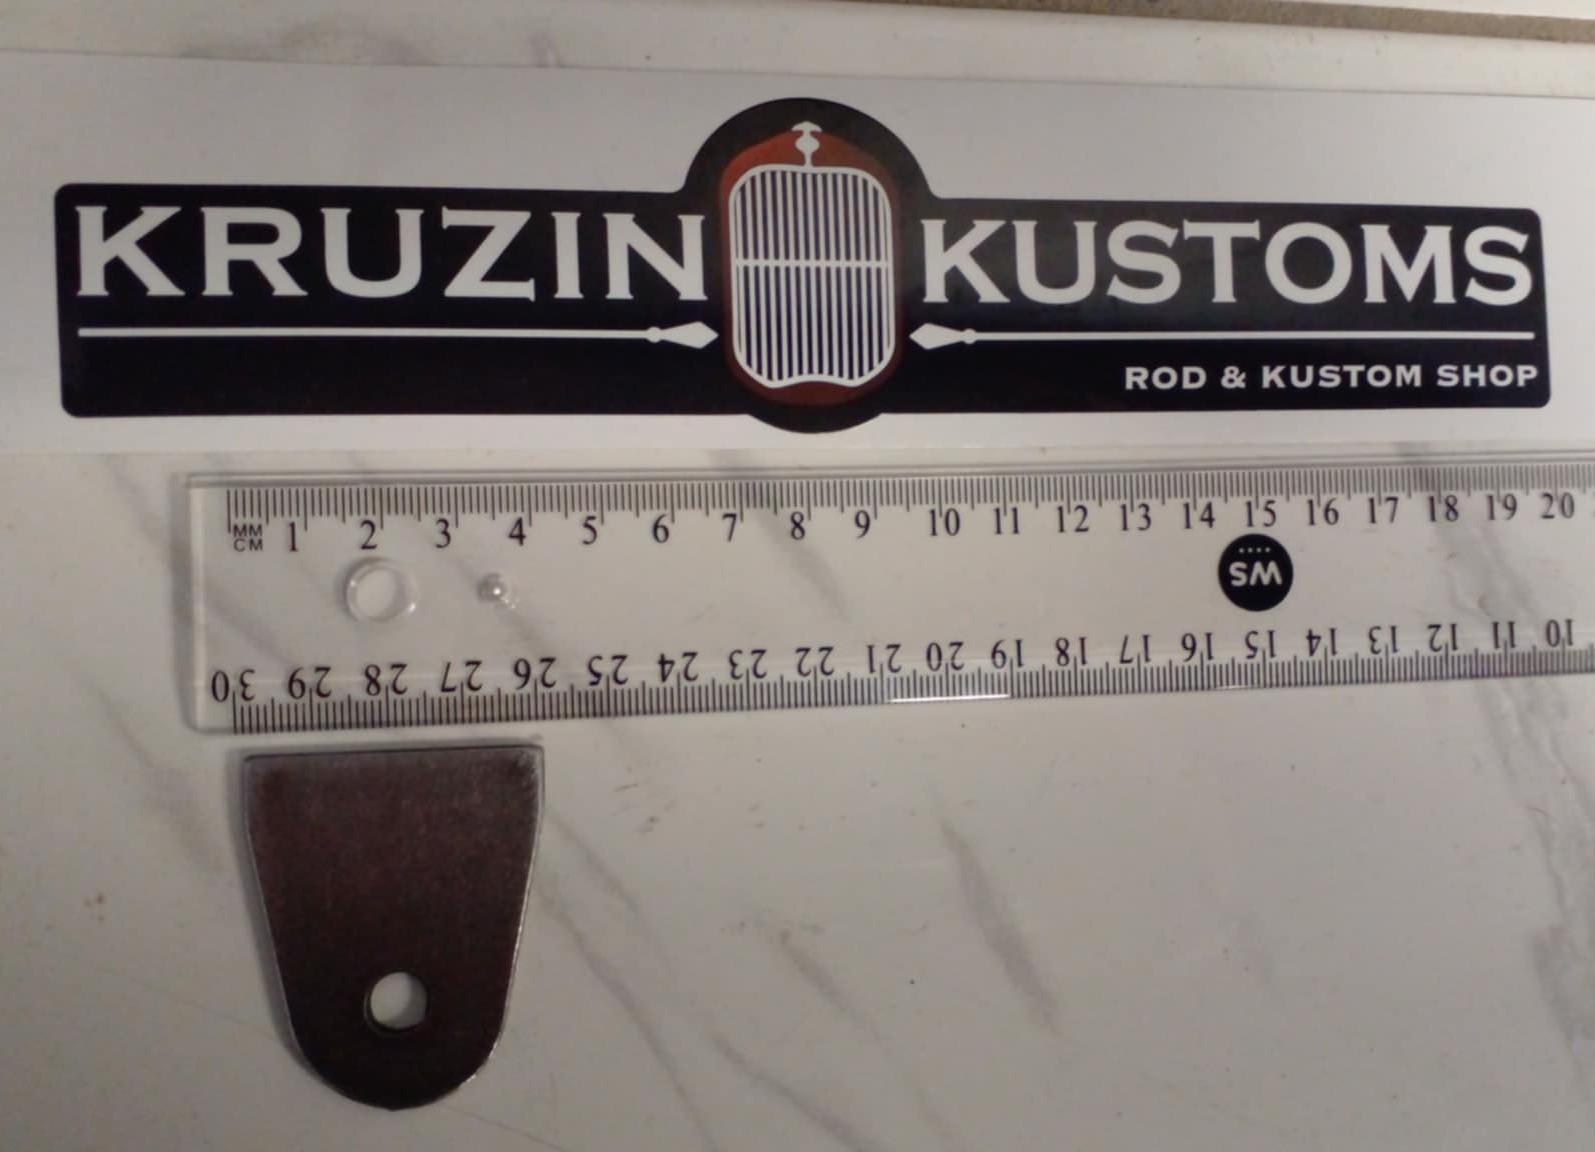 KRUZIN KUSTOMS
ROD & KUSTOM SHOP
MM 1 2 3 4 5 6 7 8 9 10 11 12 13 14 15 16 17 18 19 20
CM
WS
30 29 28 27 26 25 24 23 22 21 20 19 18 17 16 15 14 13 12 11 10